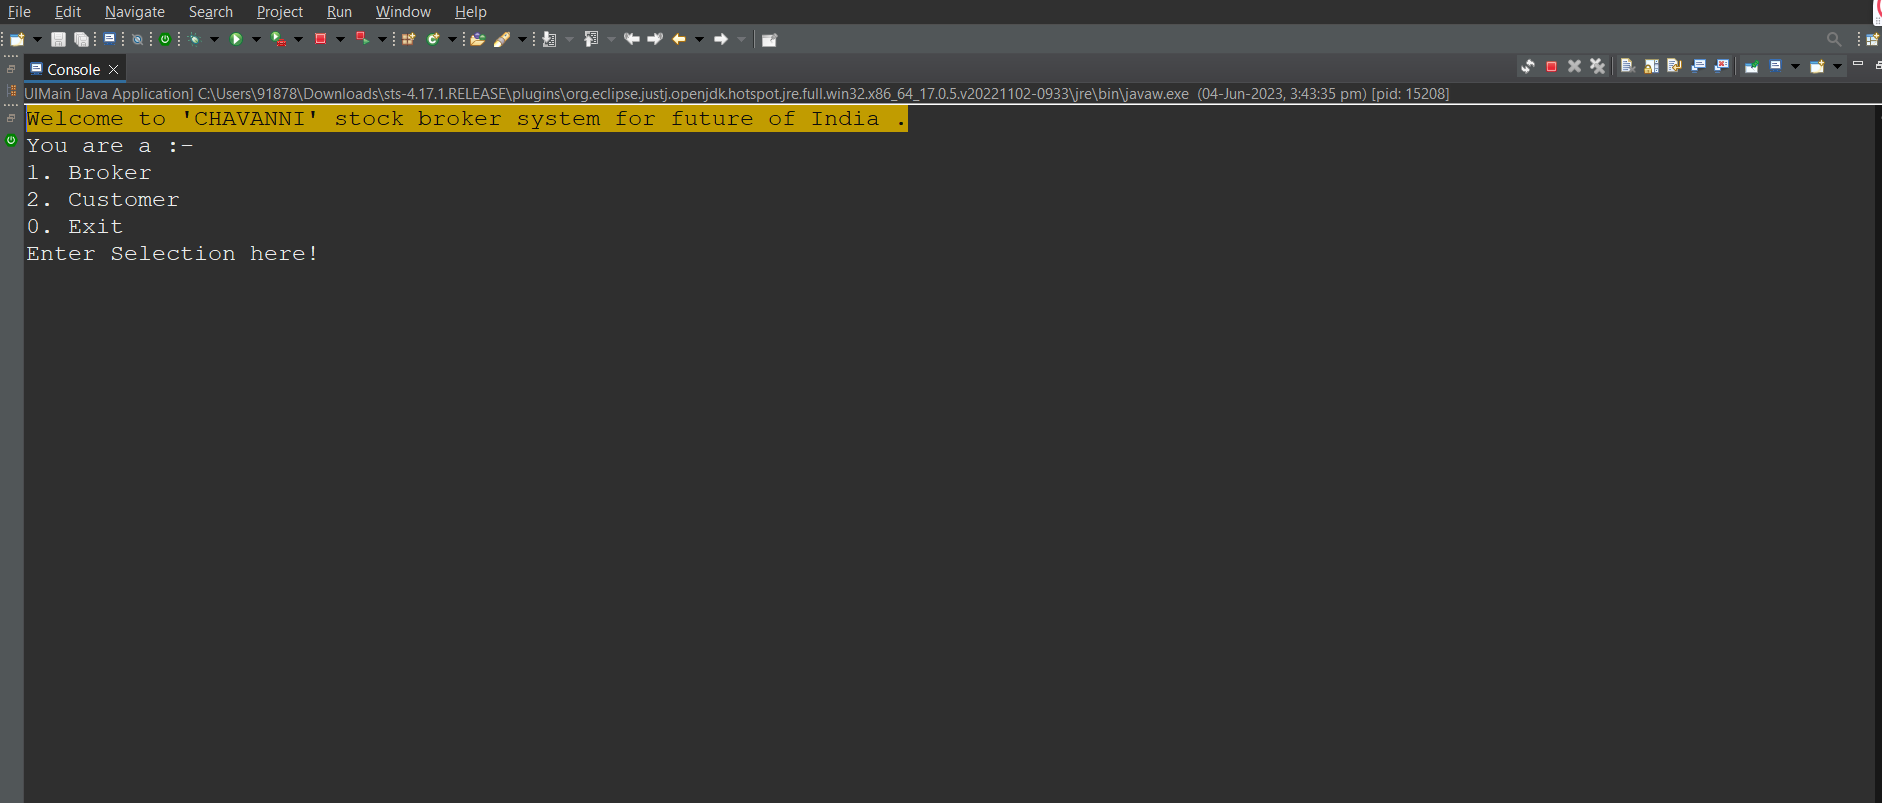 File Edit Navigate Search Project Run Window Help
Console
UIMain [Java Application] C:\Users\91878\Downloads\sts-4.17.1.RELEASE\plugins\org.eclipse.justj.openjdk.hotspot.jre.full.win32.x86_64_17.0.5.v20221102-0933\jre\bin\javaw.exe (04-Jun-2023, 3:43:35 pm) [pid: 15208]
Welcome to 'CHAVANNI' stock broker system for future of India .
You are a :-
1. Broker
2. Customer
0. Exit
Enter Selection here!